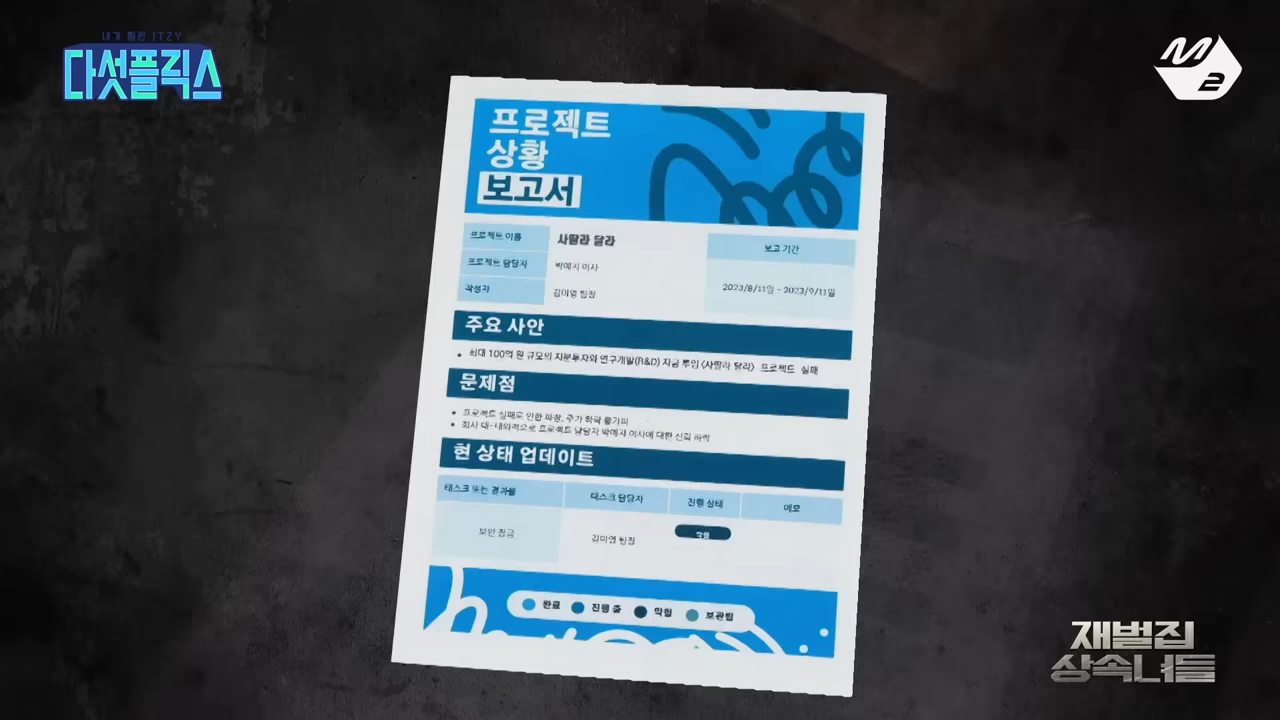 내가 찜한 ITZY
다섯플릭스
M2
프로젝트
상황
보고서
프로젝트 이름 사딸라 달라
프로젝트 담당자 박예지 이사
작성자 김미영 팀장
보고 기간
2023/8/11일 - 2023/9/11일
주요 사안
• 최대 100억 원 규모의 지분투자와 연구개발(R&D) 자금 투입 <사딸라 달라> 프로젝트 실패
문제점
• 프로젝트 실패로 인한 파장, 주가 하락 불가피
• 회사 대·내외적으로 프로젝트 담당자 박예지 이사에 대한 신뢰 하락
현 상태 업데이트
태스크 또는 결과물 태스크 담당자 진행 상태 메모
보안 잠금 김미영 팀장 막힘
완료 진행 중 막힘 보관됨
재벌집
상속녀들